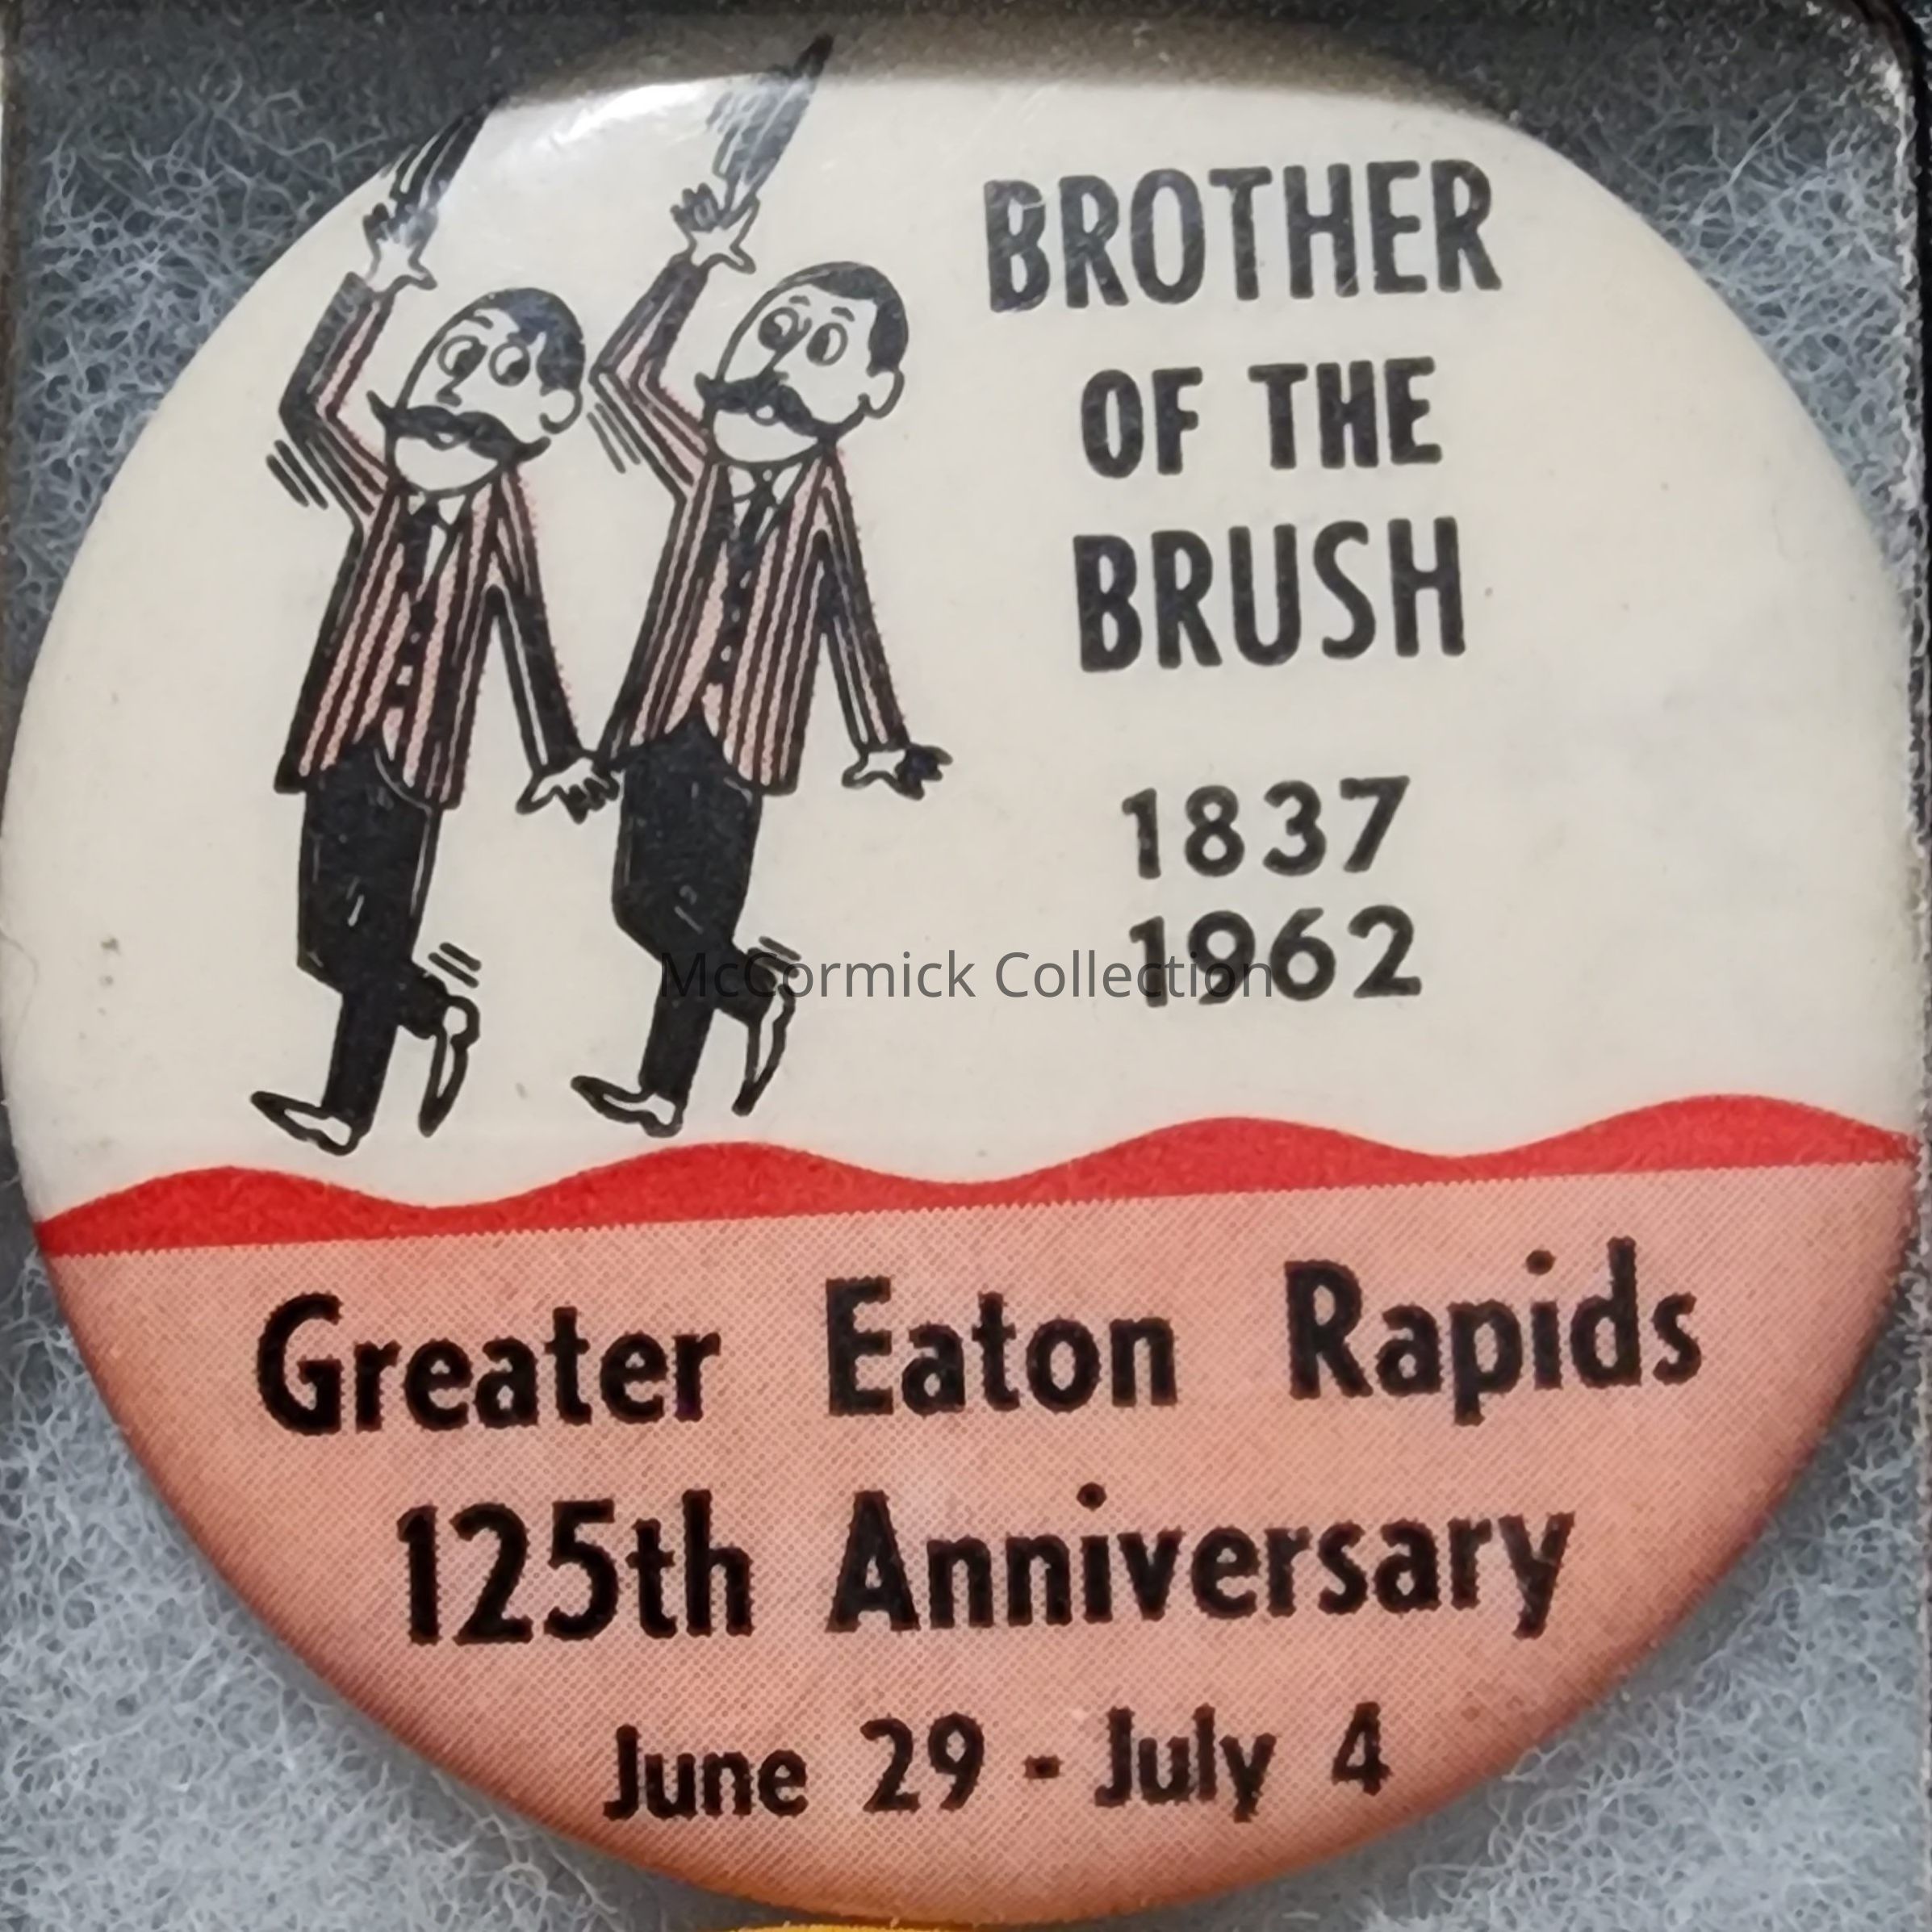 BROTHER
OF THE
BRUSH
1837
1962
McCormick Collection
Greater Eaton Rapids
125th Anniversary
June 29 - July 4